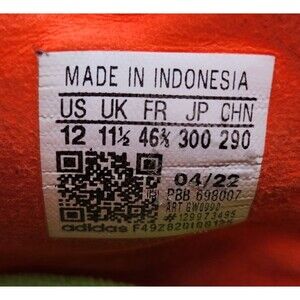 MADE IN INDONESIA
US UK FR JP CHN
12 11½ 46⅔ 300 290
04/22
PBB 698007
#129973495
adidas